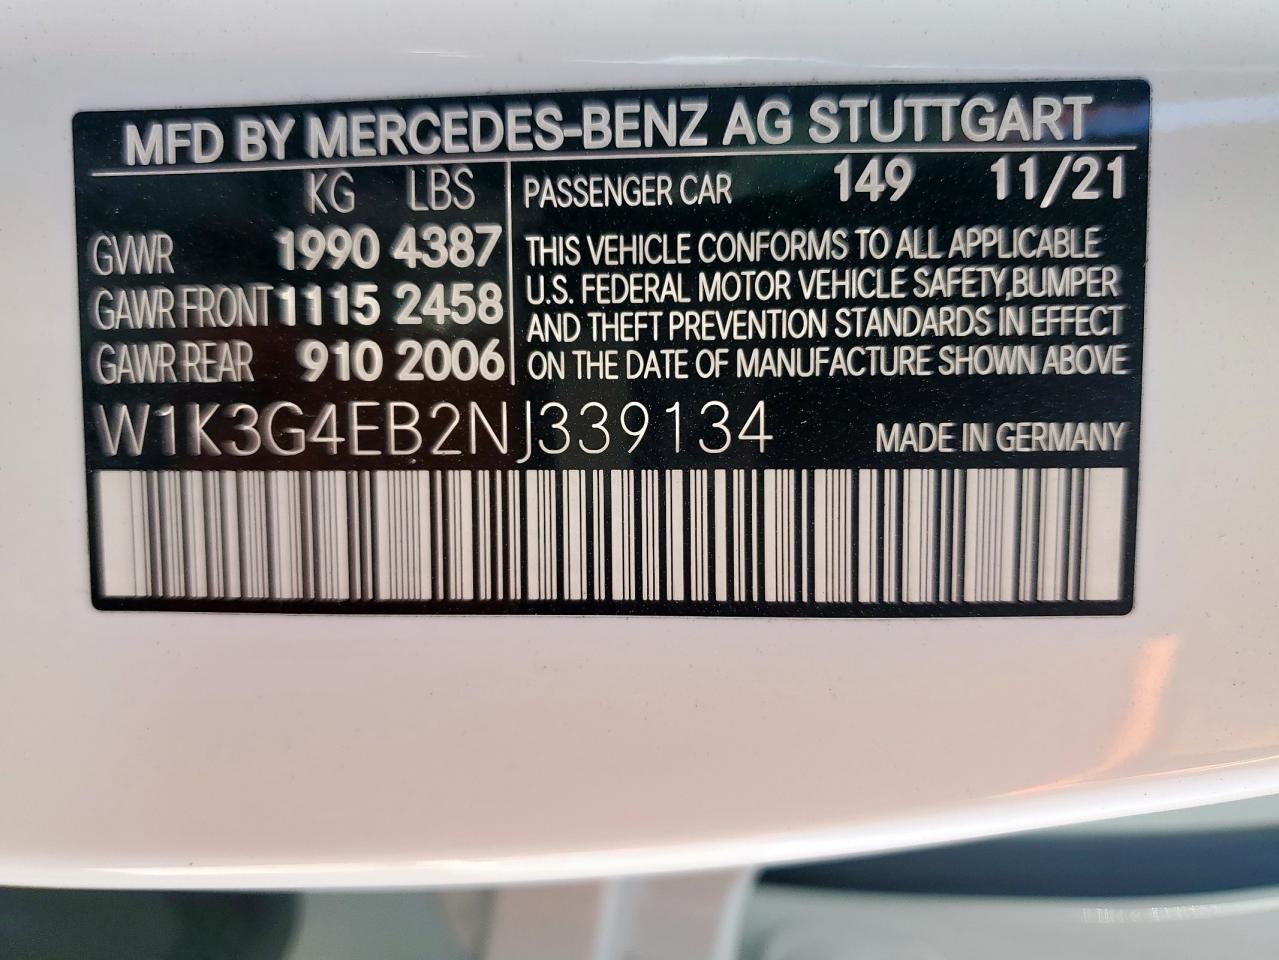 MFD BY MERCEDES-BENZ AG STUTTGART
KG LBS
GVWR 1990 4387
GAWR FRONT 1115 2458
GAWR REAR 910 2006
PASSENGER CAR 149 11/21
THIS VEHICLE CONFORMS TO ALL APPLICABLE
U.S. FEDERAL MOTOR VEHICLE SAFETY,BUMPER
AND THEFT PREVENTION STANDARDS IN EFFECT
ON THE DATE OF MANUFACTURE SHOWN ABOVE
W1K3G4EB2NJ339134 MADE IN GERMANY